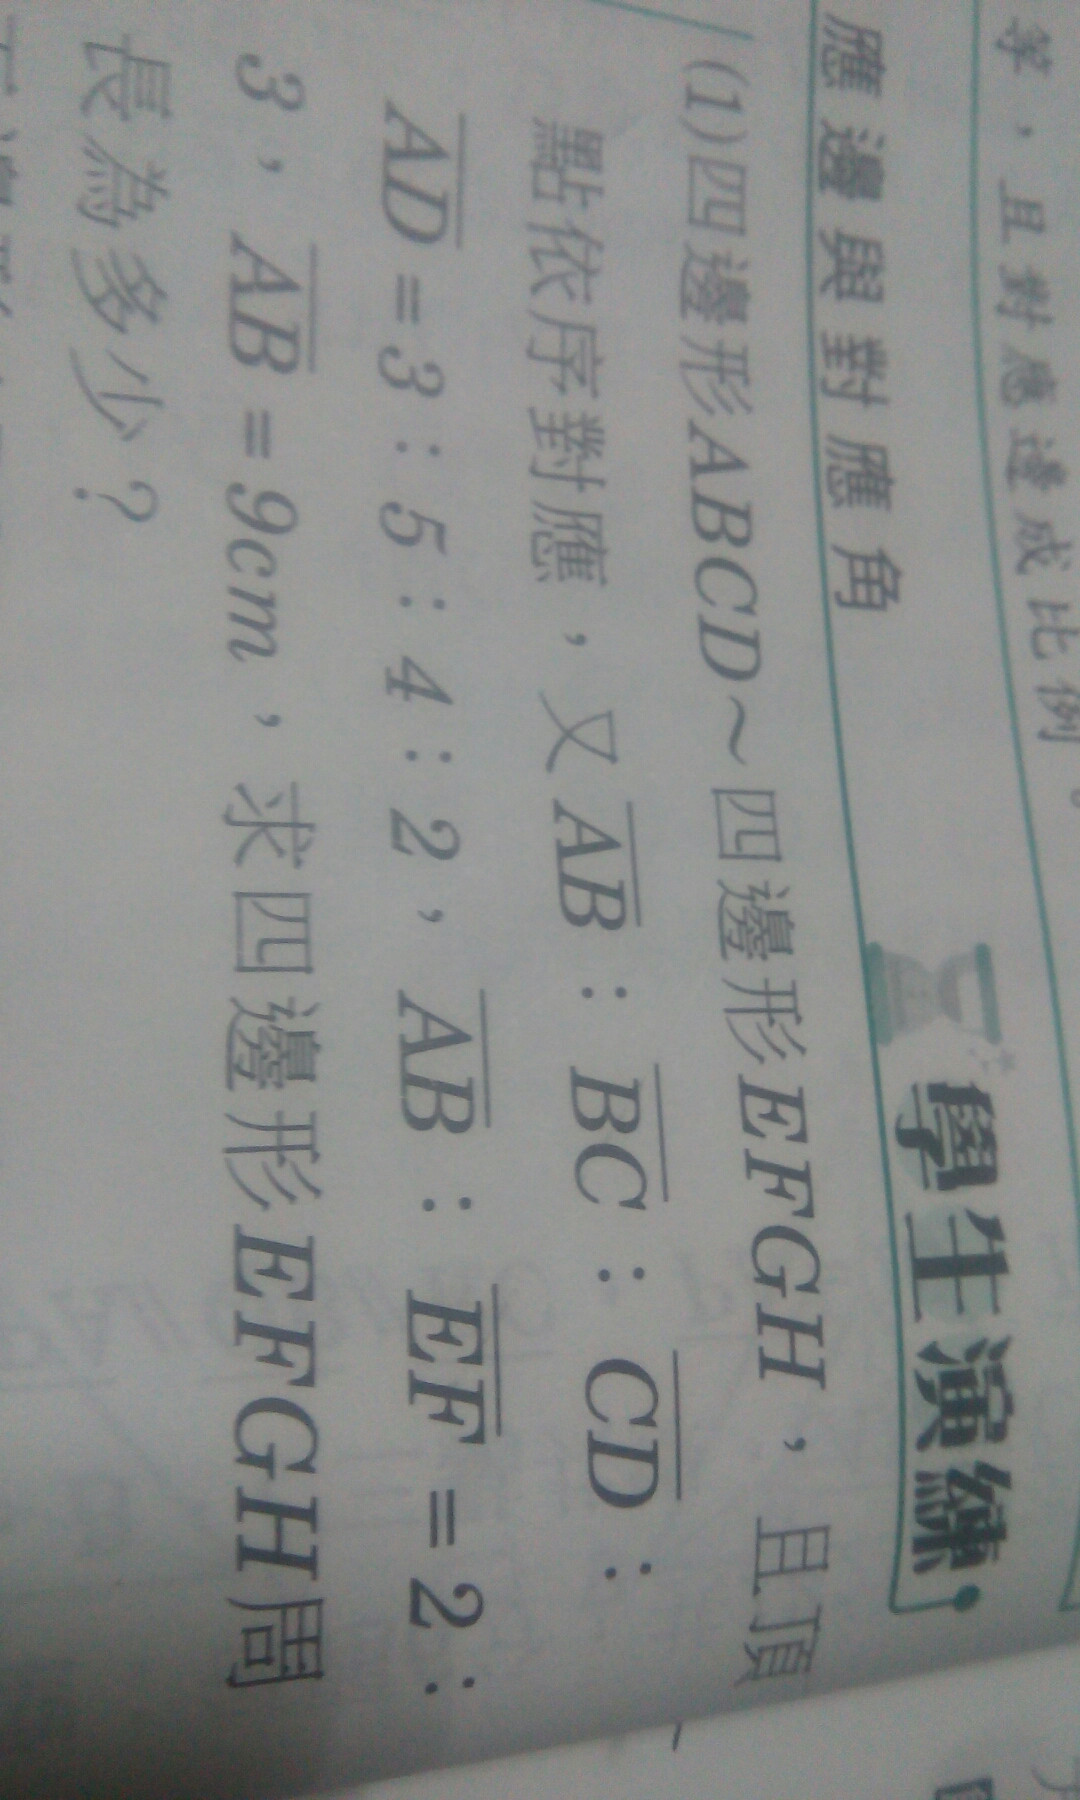 等，且對應邊成比例。
應邊與對應角
學生演練
(1)四邊形ABCD~四邊形EFGH，且頂
點依序對應，又AB：BC：CD：
AD=3：5：4：2，AB：EF=2：
3，AB=9cm，求四邊形EFGH周
長為多少？